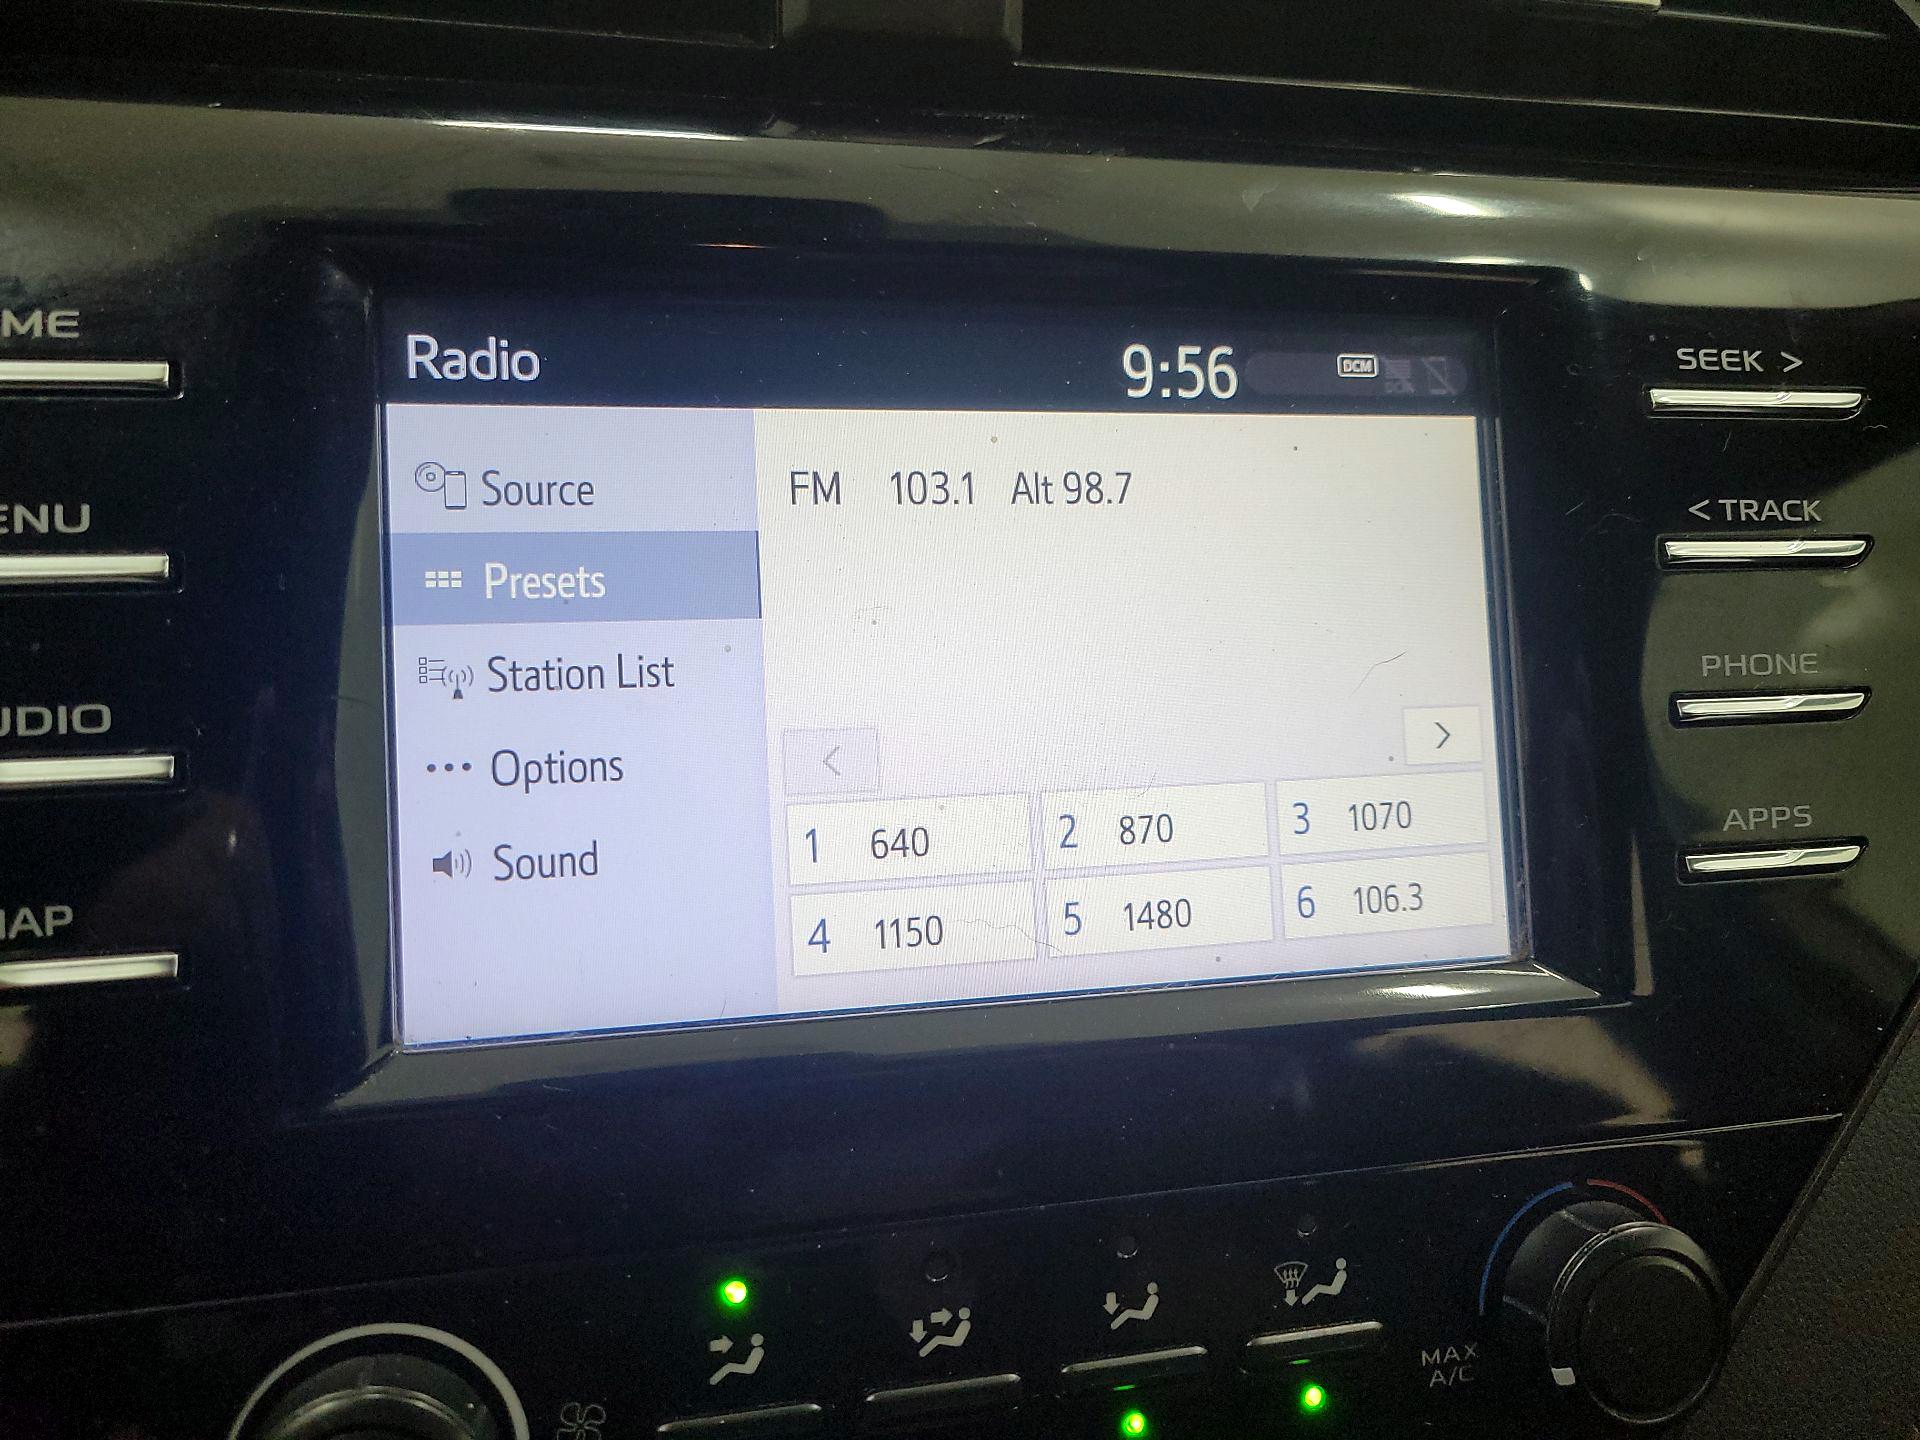 Radio 9:56 DCM
Source
FM 103.1 Alt 98.7
Presets
Station List
Options
Sound
< >
1 640 2 870 3 1070
4 1150 5 1480 6 106.3
ME
ENU
UDIO
MAP
SEEK >
< TRACK
PHONE
APPS
MAX
A/C